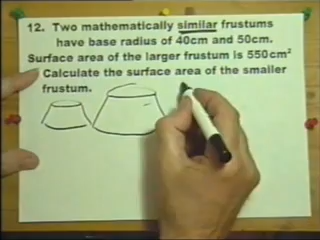 12. Two mathematically similar frustums
have base radius of 40cm and 50cm.
Surface area of the larger frustum is 550cm²
Calculate the surface area of the smaller
frustum.